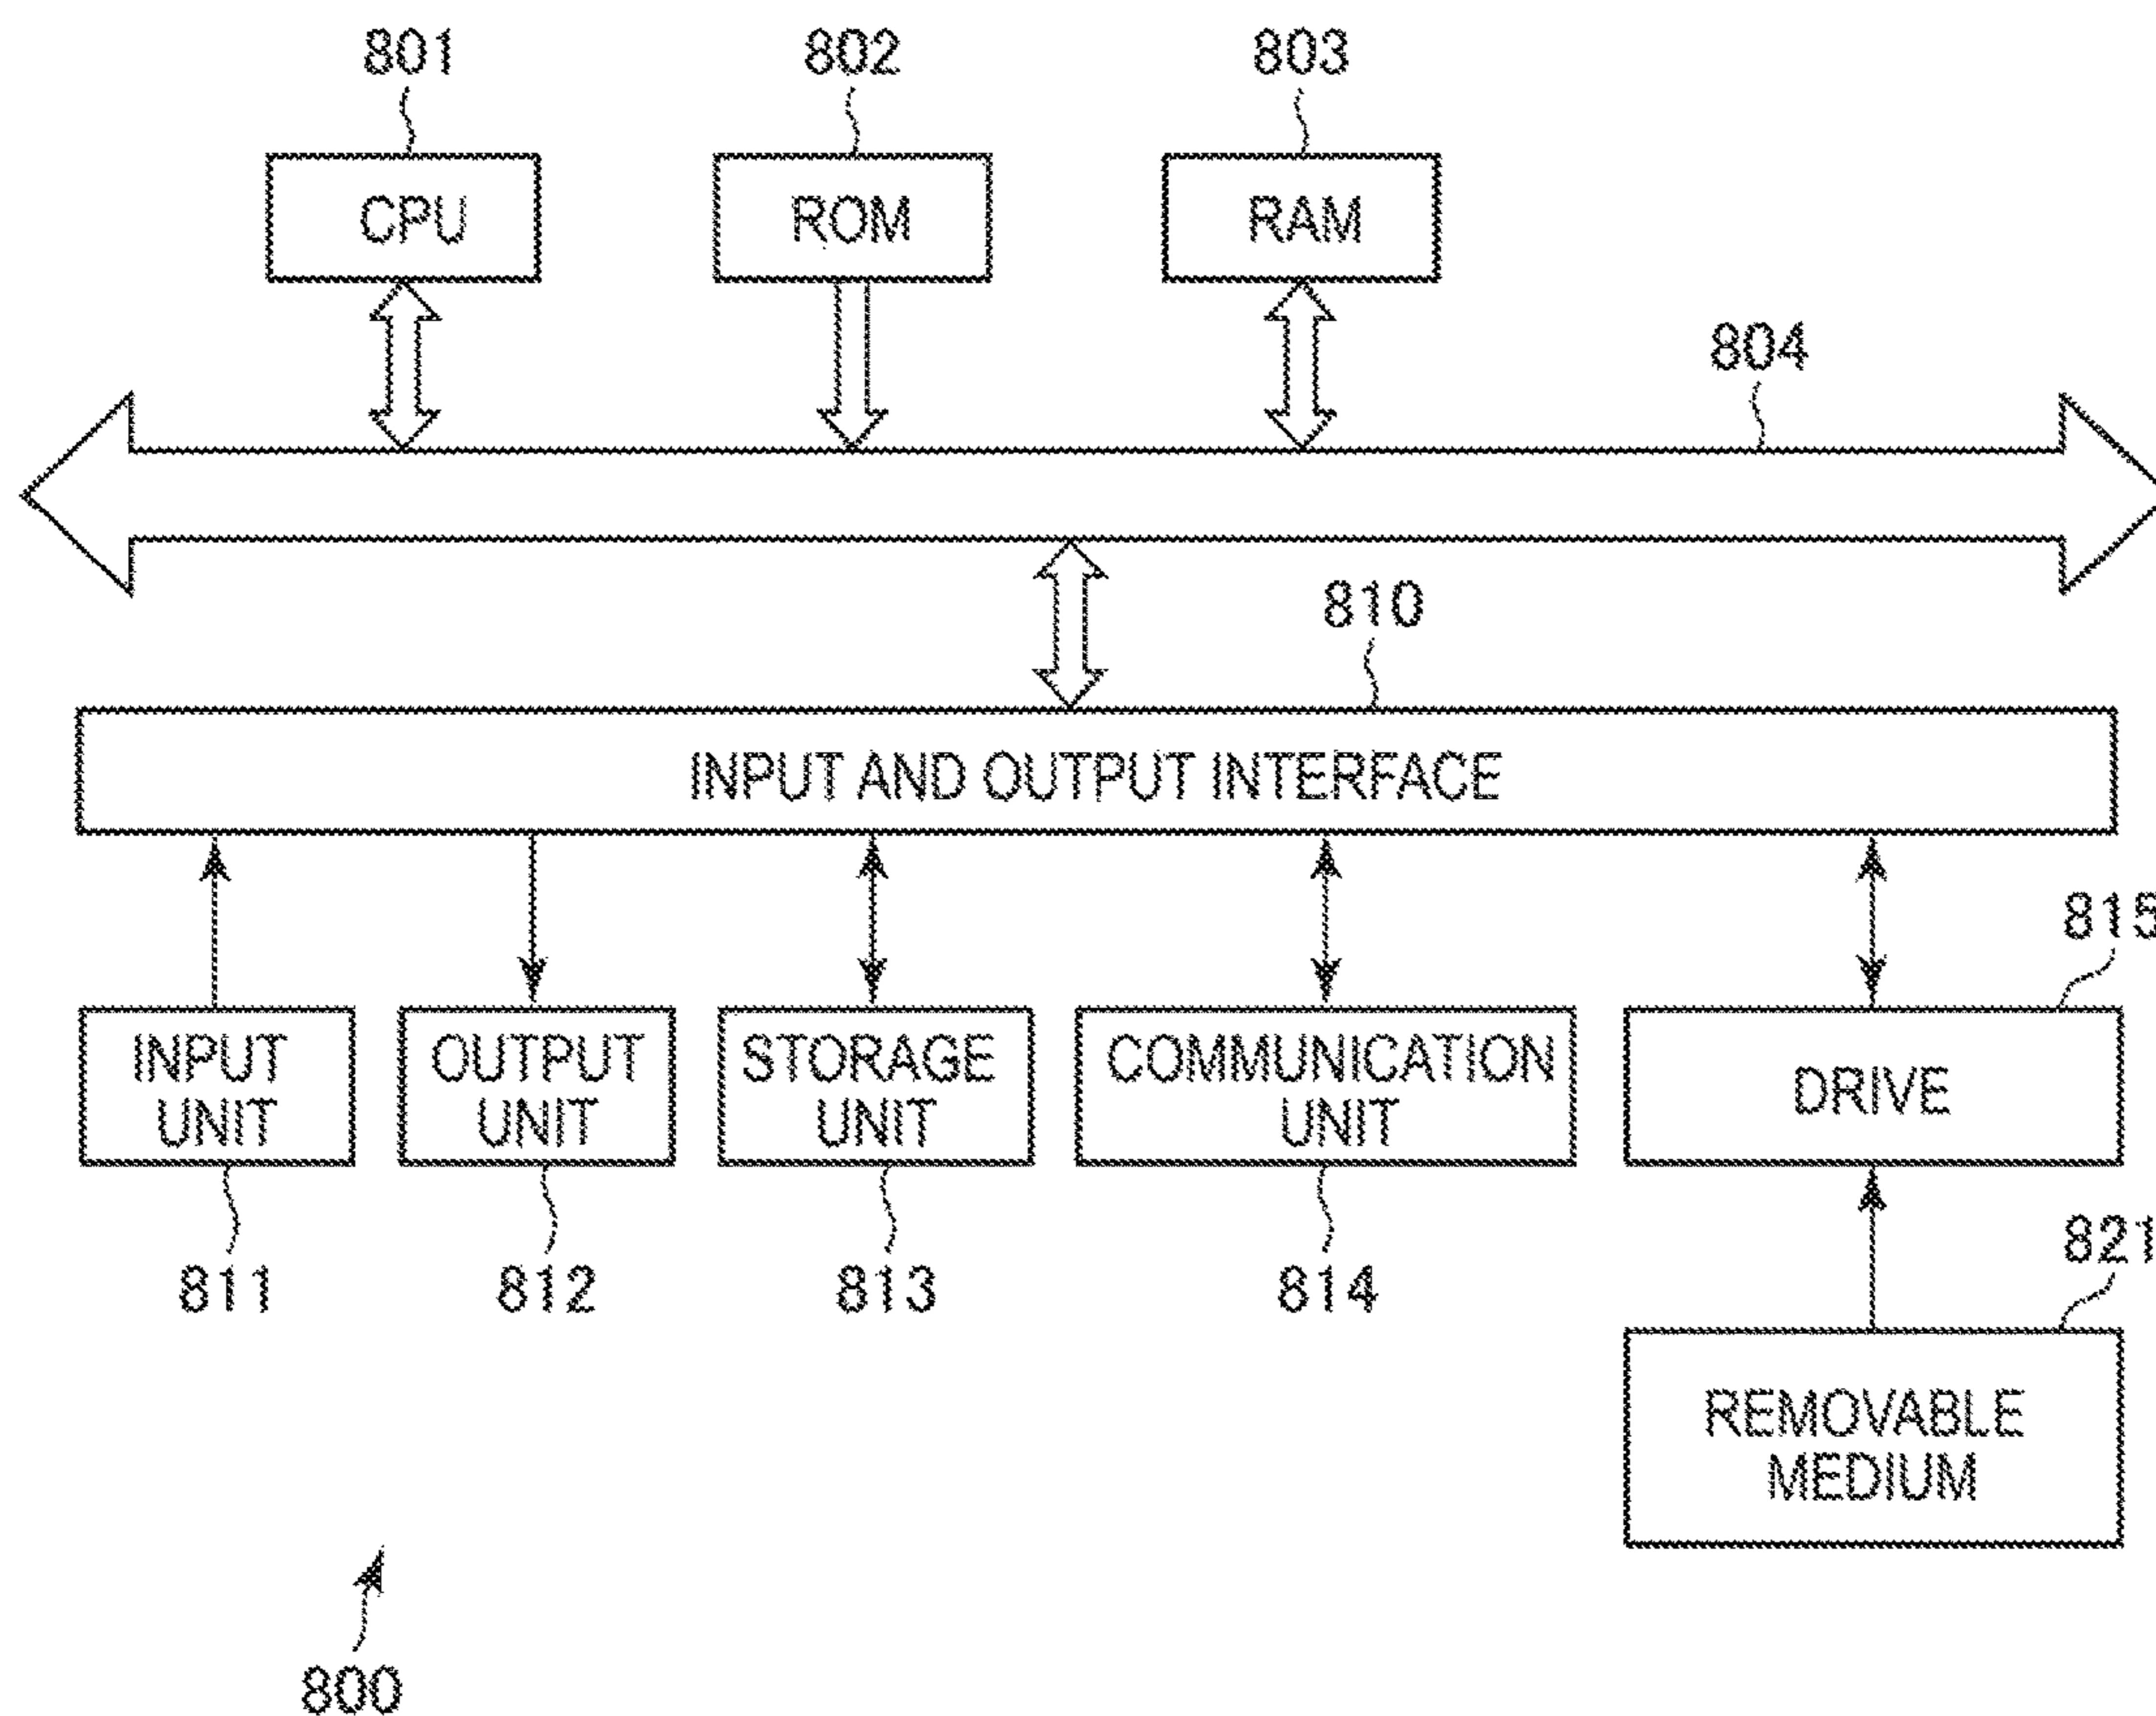 801
802
803
CPU
ROM
RAM
804
810
INPUT AND OUTPUT INTERFACE
815
INPUT
UNIT
OUTPUT
UNIT
STORAGE
UNIT
COMMUNICATION
UNIT
DRIVE
811
812
813
814
821
REMOVABLE
MEDIUM
800